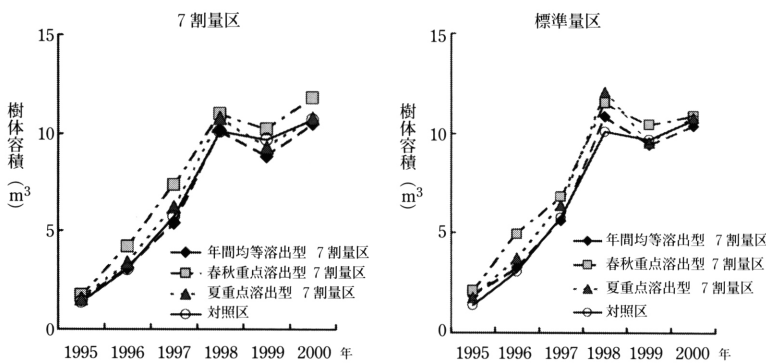 7割量区
15
10
5
0
樹体容積(m3)
年間均等溶出型 7割量区
春秋重点溶出型 7割量区
夏重点溶出型 7割量区
対照区
1995 1996 1997 1998 1999 2000 年
標準量区
15
10
5
0
樹体容積(m3)
年間均等溶出型 7割量区
春秋重点溶出型 7割量区
夏重点溶出型 7割量区
対照区
1995 1996 1997 1998 1999 2000 年